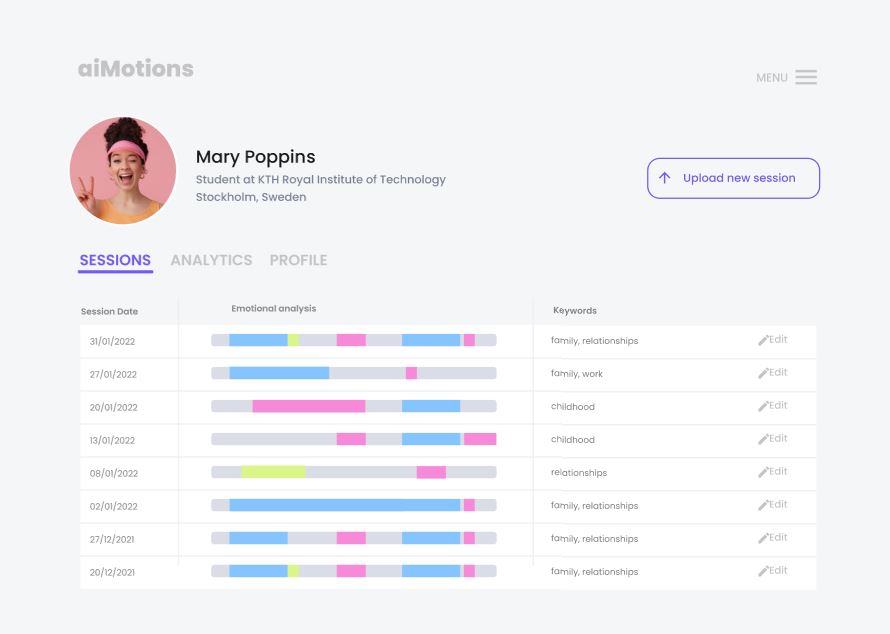 aiMotions
MENU
Mary Poppins
Student at KTH Royal Institute of Technology
Stockholm, Sweden
Upload new session
SESSIONS ANALYTICS PROFILE
Session Date Emotional analysis Keywords
31/01/2022 family, relationships Edit
27/01/2022 family, work Edit
20/01/2022 childhood Edit
13/01/2022 childhood Edit
08/01/2022 relationships Edit
02/01/2022 family, relationships Edit
27/12/2021 family, relationships Edit
20/12/2021 family, relationships Edit